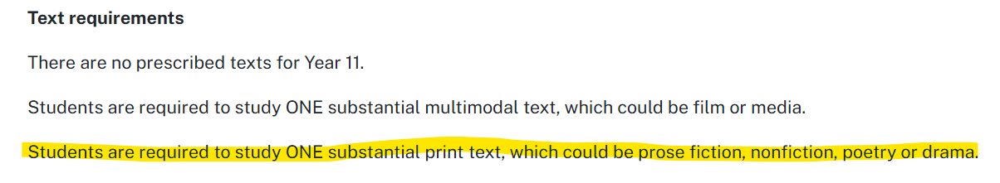 Text requirements
There are no prescribed texts for Year 11.
Students are required to study ONE substantial multimodal text, which could be film or media.
Students are required to study ONE substantial print text, which could be prose fiction, nonfiction, poetry or drama.